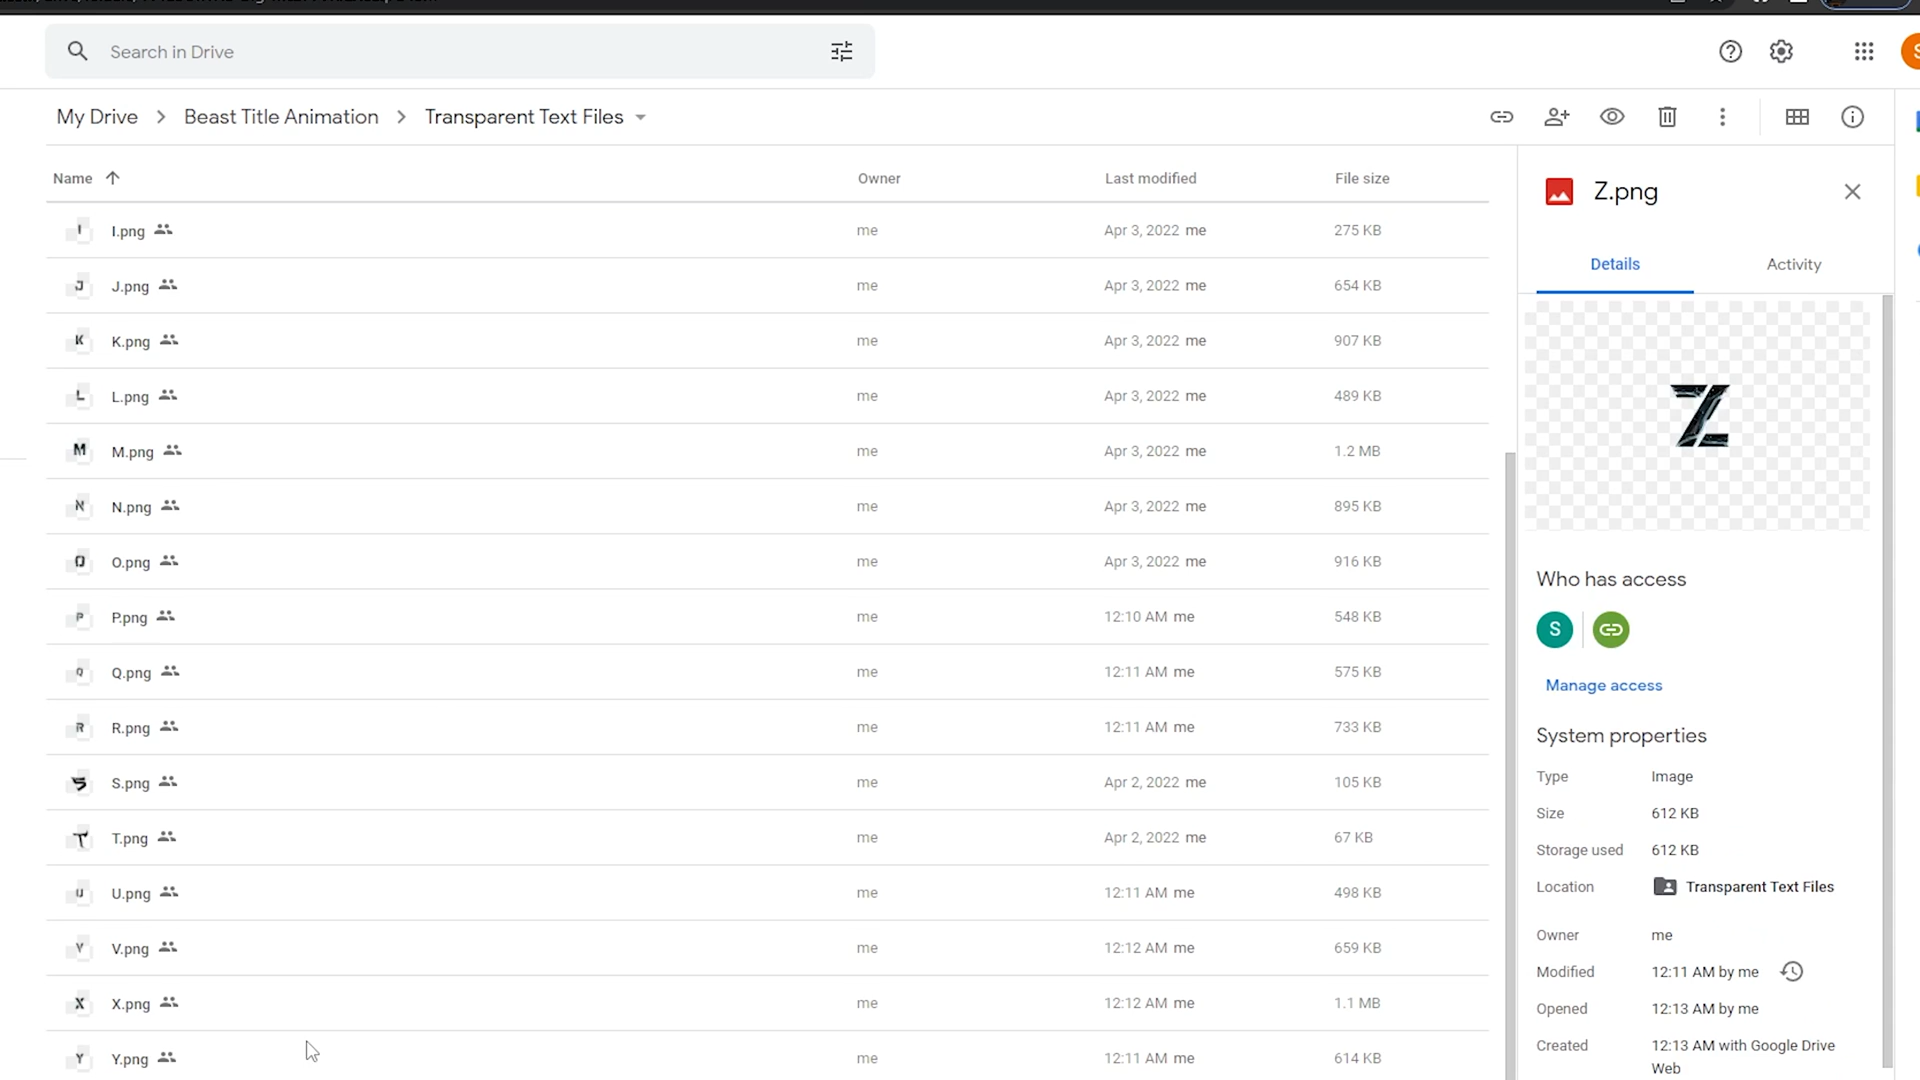 Search in Drive
My Drive > Beast Title Animation > Transparent Text Files
Name Owner Last modified File size
I.png me Apr 3, 2022 me 275 KB
J.png me Apr 3, 2022 me 654 KB
K.png me Apr 3, 2022 me 907 KB
L.png me Apr 3, 2022 me 489 KB
M.png me Apr 3, 2022 me 1.2 MB
N.png me Apr 3, 2022 me 895 KB
O.png me Apr 3, 2022 me 916 KB
P.png me 12:10 AM me 548 KB
Q.png me 12:11 AM me 575 KB
R.png me 12:11 AM me 733 KB
S.png me Apr 2, 2022 me 105 KB
T.png me Apr 2, 2022 me 67 KB
U.png me 12:11 AM me 498 KB
V.png me 12:12 AM me 659 KB
X.png me 12:12 AM me 1.1 MB
Y.png me 12:11 AM me 614 KB
Z.png
Details Activity
Z
Who has access
S
Manage access
System properties
Type Image
Size 612 KB
Storage used 612 KB
Location Transparent Text Files
Owner me
Modified 12:11 AM by me
Opened 12:13 AM by me
Created 12:13 AM with Google Drive
Web